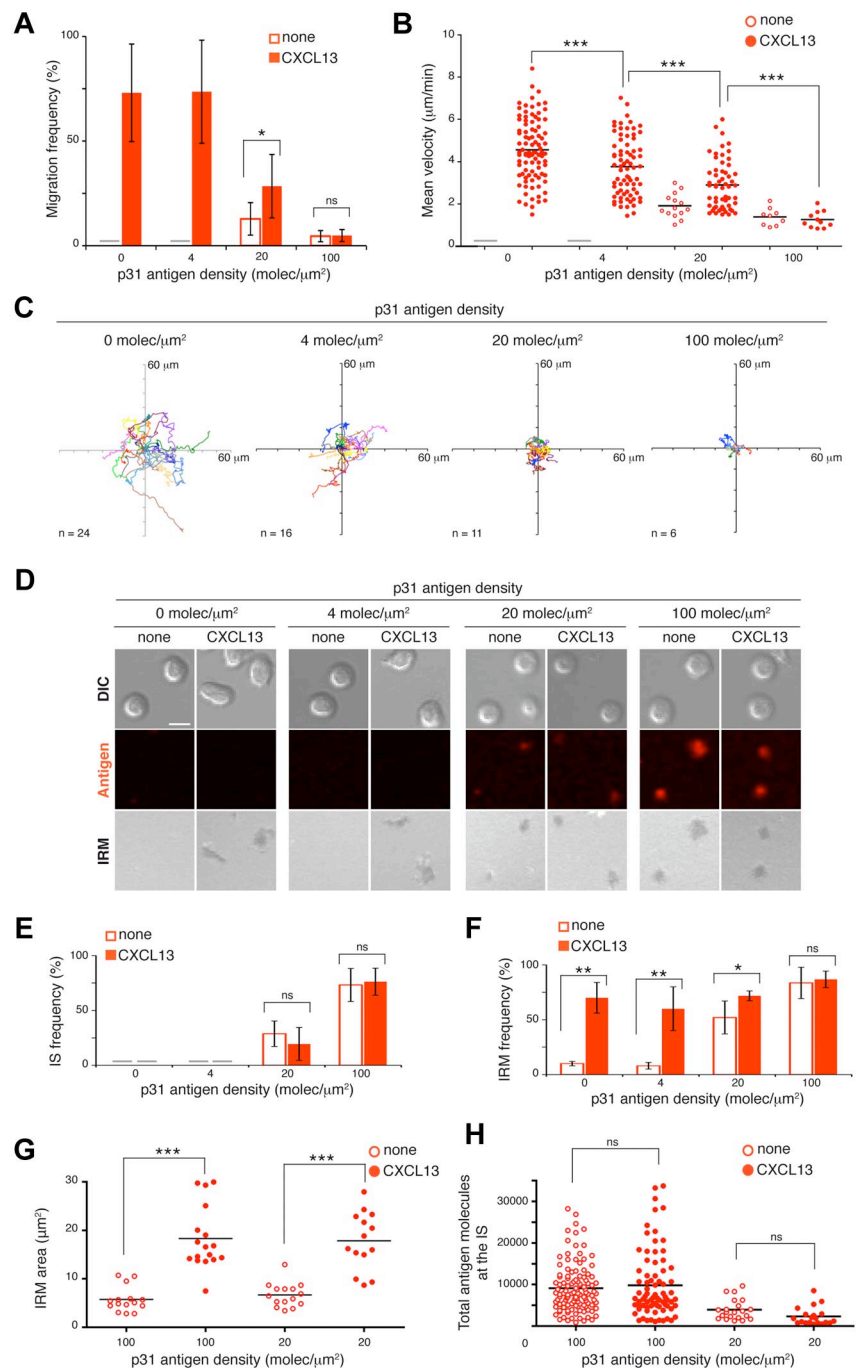 A
none
CXCL13
Migration frequency (%)
100
50
0
*
ns
0 4 20 100
p31 antigen density (molec/μm²)
B
none
CXCL13
Mean velocity (μm/min)
10
8
6
4
2
0
***
***
***
0 4 20 100
p31 antigen density (molec/μm²)
C
p31 antigen density
0 molec/μm² 4 molec/μm² 20 molec/μm² 100 molec/μm²
60 μm 60 μm 60 μm 60 μm
60 μm 60 μm 60 μm 60 μm
n = 24 n = 16 n = 11 n = 6
D
p31 antigen density
0 molec/μm² 4 molec/μm² 20 molec/μm² 100 molec/μm²
none CXCL13 none CXCL13 none CXCL13 none CXCL13
DIC
Antigen
IRM
E
none
CXCL13
IS frequency (%)
100
50
0
ns
ns
0 4 20 100
p31 antigen density (molec/μm²)
F
none
CXCL13
IRM frequency (%)
100
50
0
**
**
*
ns
0 4 20 100
p31 antigen density (molec/μm²)
G
none
CXCL13
IRM area (μm²)
30
20
10
0
***
***
100 100 20 20
p31 antigen density (molec/μm²)
H
none
CXCL13
Total antigen molecules
at the IS
30000
20000
10000
0
ns
ns
100 100 20 20
p31 antigen density (molec/μm²)